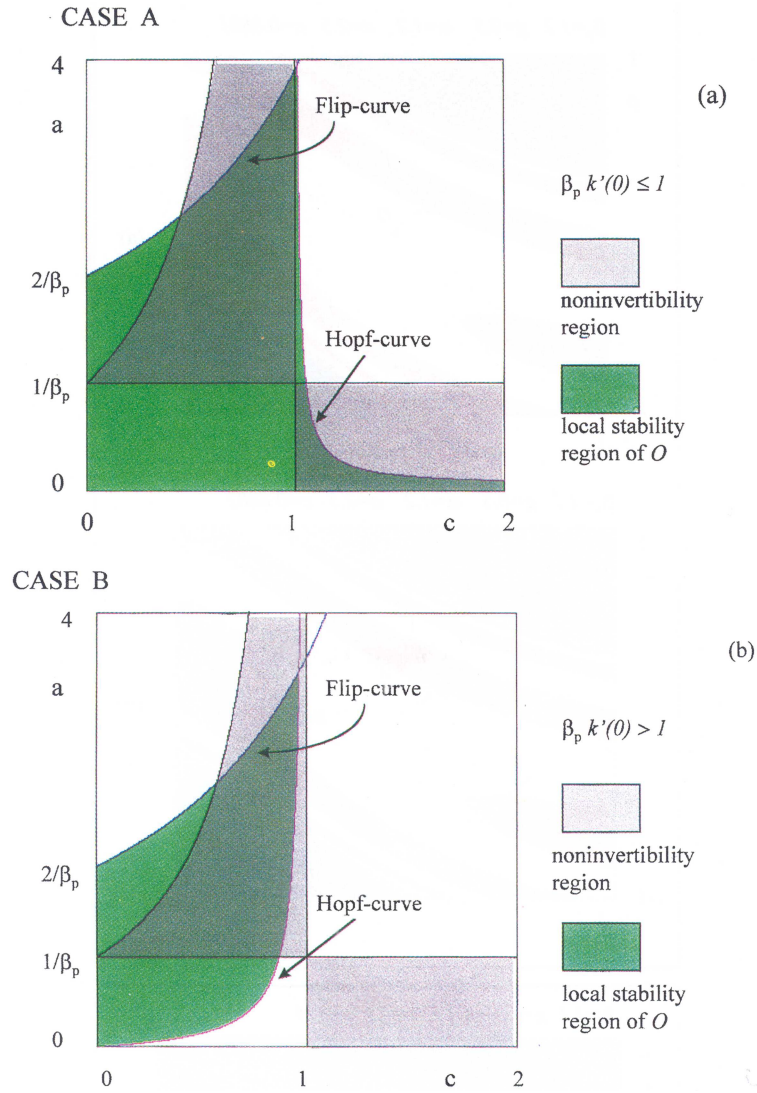 CASE A
4
a
Flip-curve
(a)
βp k'(0) ≤ 1
2/βp
noninvertibility
region
Hopf-curve
1/βp
local stability
region of O
0
0
1
c
2
CASE B
4
a
Flip-curve
(b)
βp k'(0) > 1
2/βp
noninvertibility
region
Hopf-curve
1/βp
local stability
region of O
0
0
1
c
2